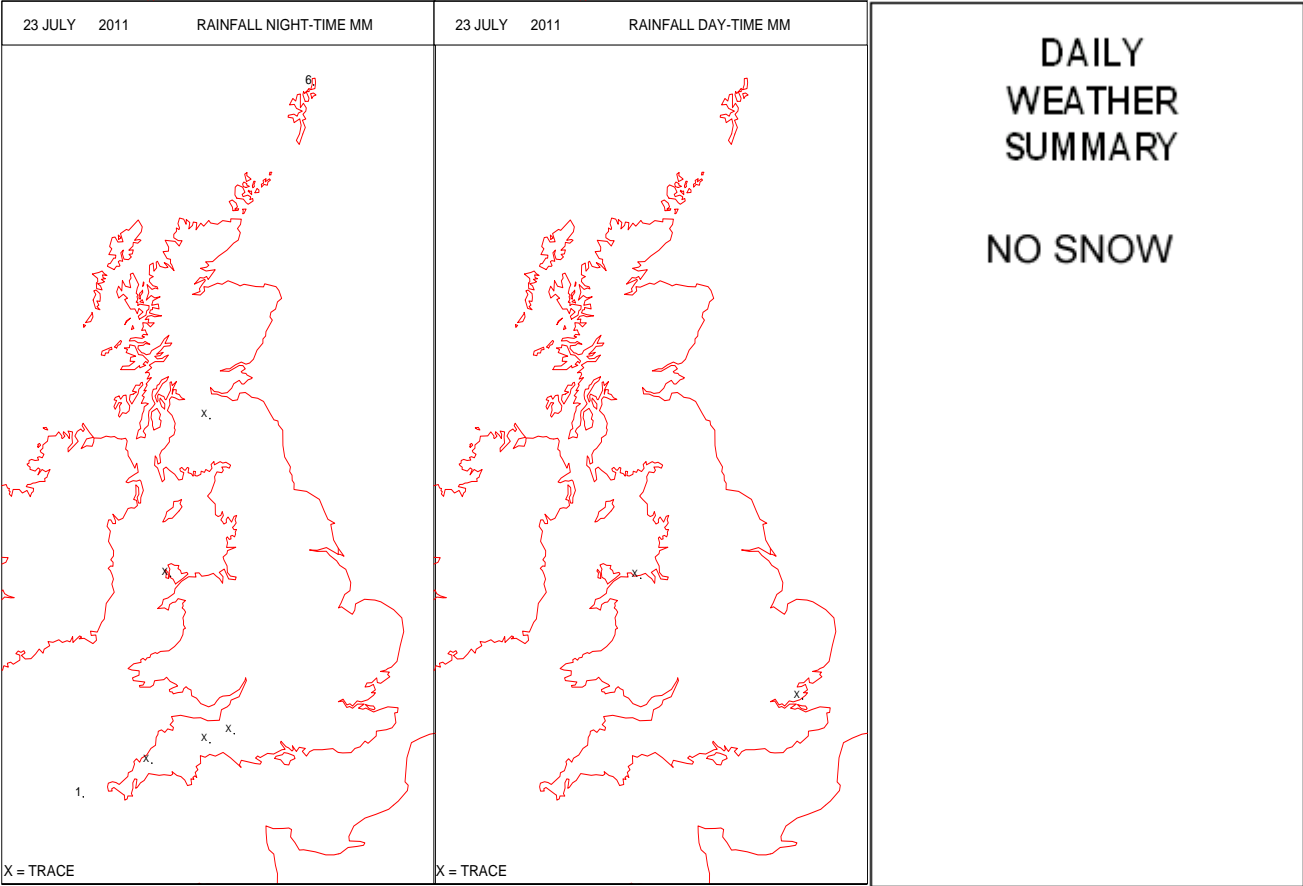 23 JULY 2011 RAINFALL NIGHT-TIME MM
6.
X.
X.
X.
X.
X.
1.
X = TRACE
23 JULY 2011 RAINFALL DAY-TIME MM
X.
X.
X = TRACE
DAILY
WEATHER
SUMMARY
NO SNOW